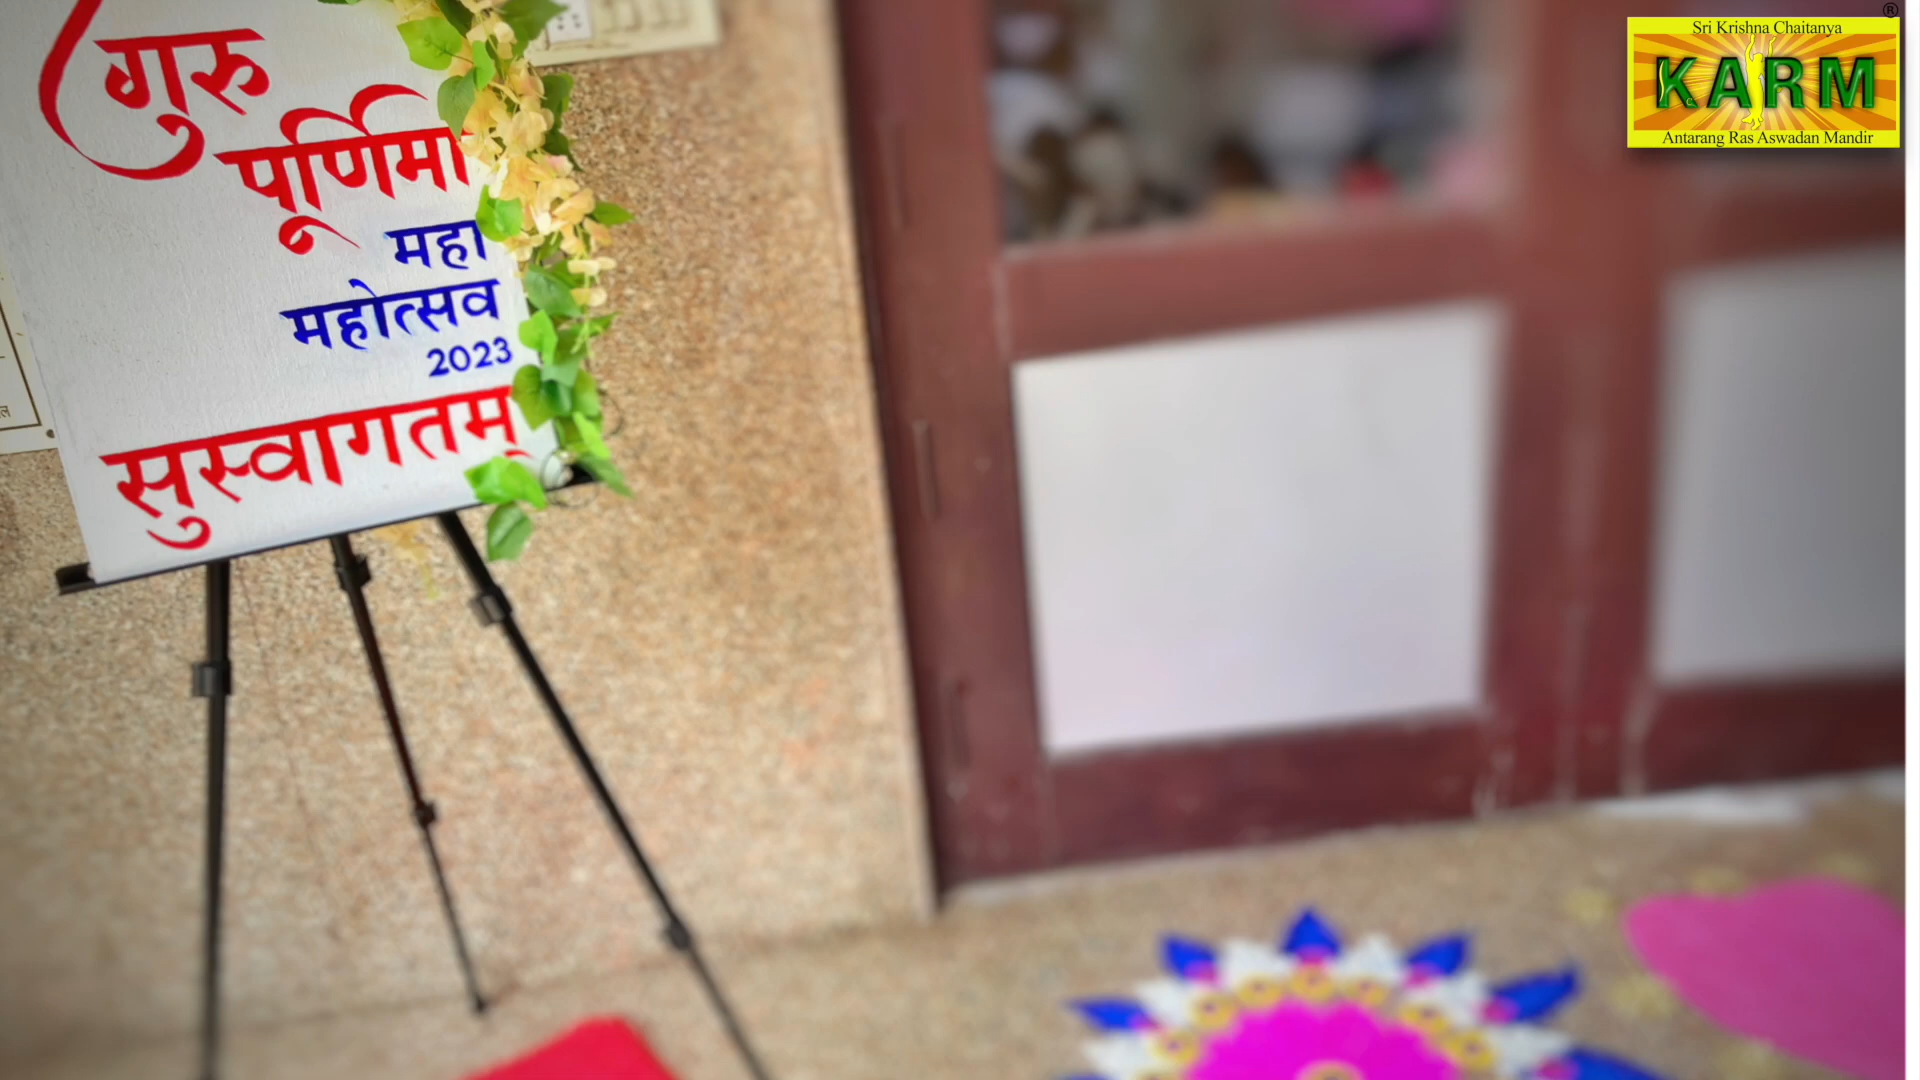 गुरु
पूर्णिमा
महा
महोत्सव
2023
सुस्वागतम्
®
Sri Krishna Chaitanya
KARM
Antarang Ras Aswadan Mandir